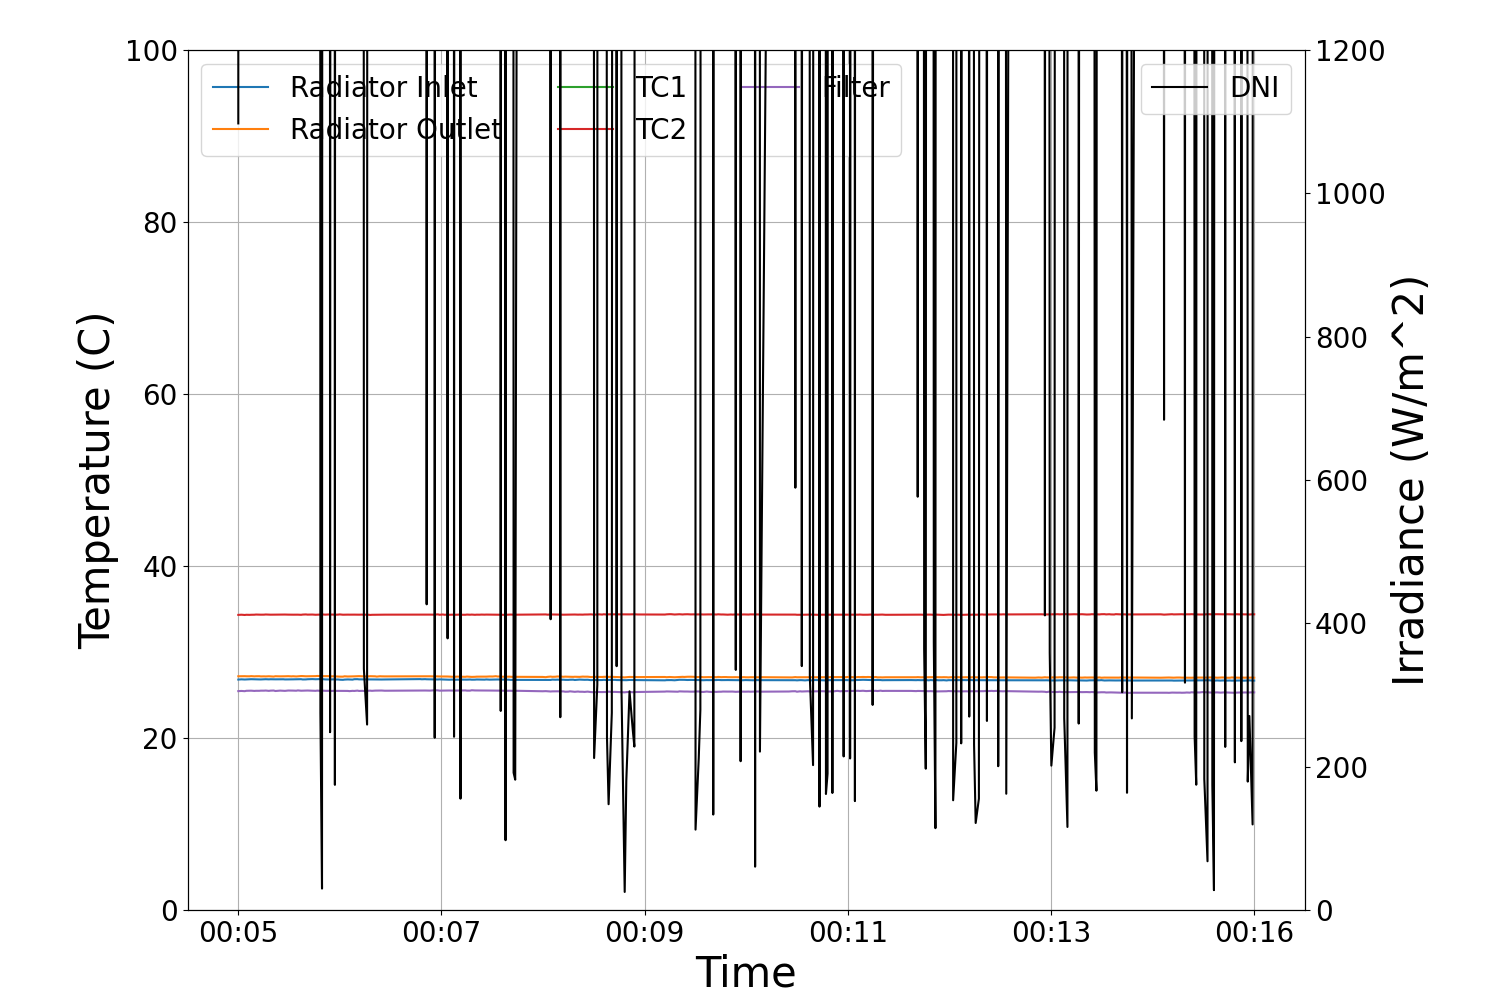 100
80
60
40
20
0
Temperature (C)
Radiator Inlet
Radiator Outlet
TC1
TC2
Filter
DNI
1200
1000
800
600
400
200
0
Irradiance (W/m^2)
00:05 00:07 00:09 00:11 00:13 00:16
Time